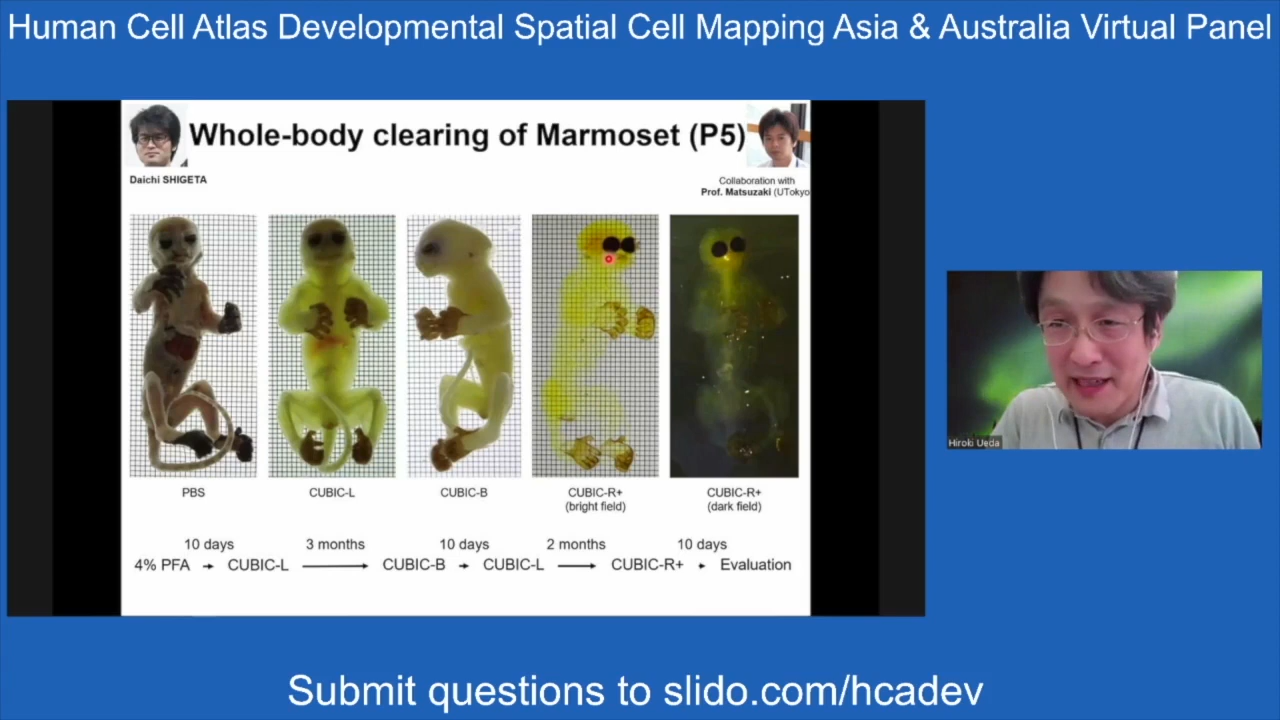 Human Cell Atlas Developmental Spatial Cell Mapping Asia & Australia Virtual Panel
Whole-body clearing of Marmoset (P5)
Daichi SHIGETA
Collaboration with
Prof. Matsuzaki (UTokyo
PBS
CUBIC-L
CUBIC-B
CUBIC-R+
(bright field)
CUBIC-R+
(dark field)
10 days 3 months 10 days 2 months 10 days
4% PFA → CUBIC-L → CUBIC-B → CUBIC-L → CUBIC-R+ → Evaluation
Hiroki Ueda
Submit questions to slido.com/hcadev